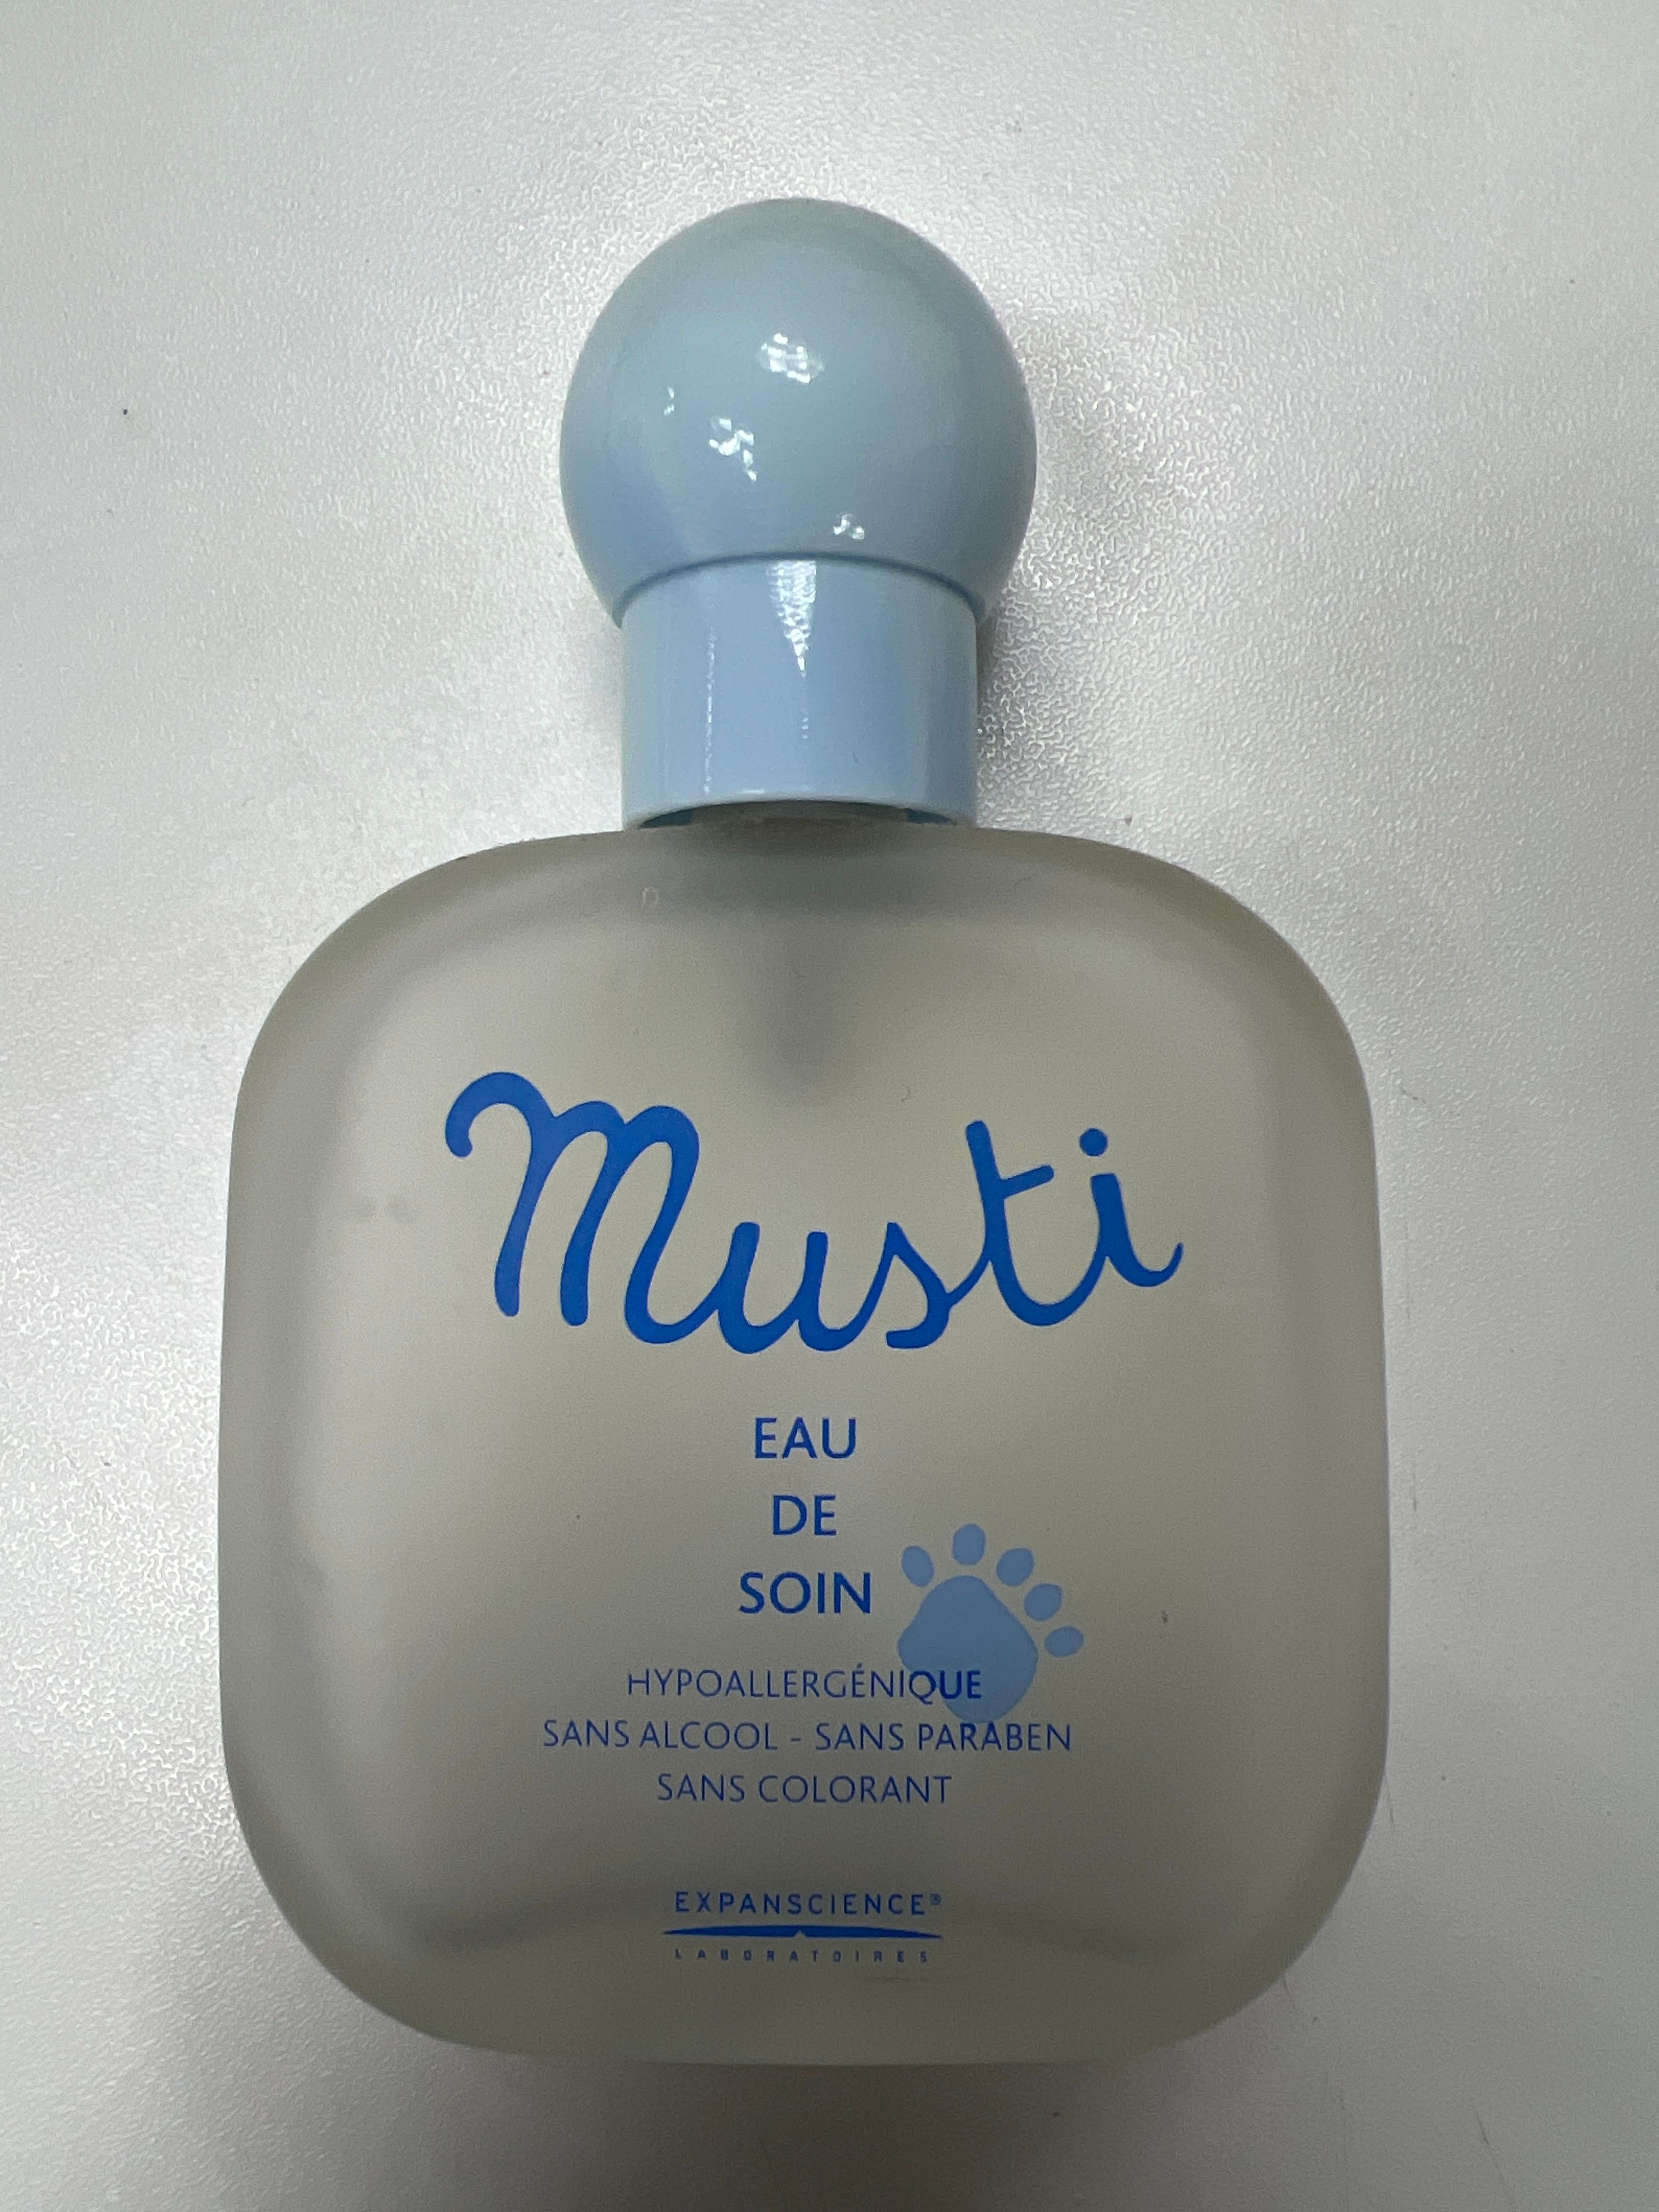 Musti
EAU
DE
SOIN
HYPOALLERGÉNIQUE
SANS ALCOOL - SANS PARABEN
SANS COLORANT
EXPANSCIENCE®
LABORATOIRES